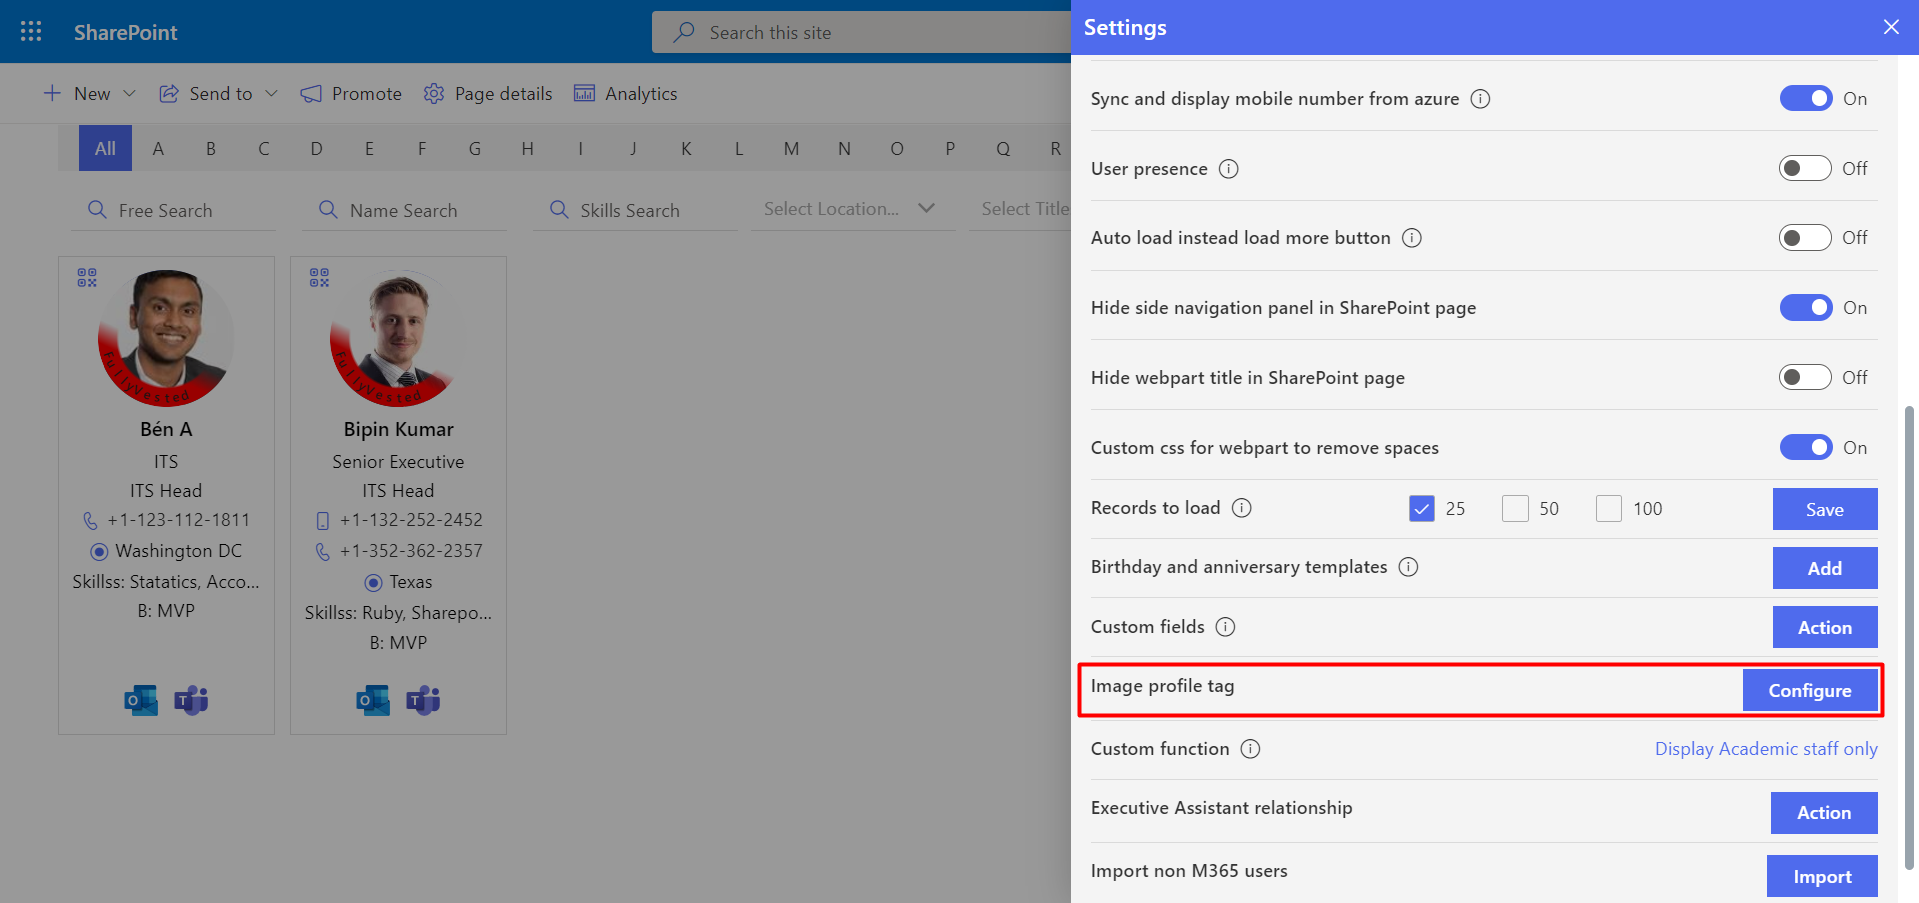 SharePoint
Search this site
Settings
New
Send to
Promote
Page details
Analytics
All A B C D E F G H I J K L M N O P Q R
Free Search
Name Search
Skills Search
Select Location...
Select Title
FullyVested
Bén A
ITS
ITS Head
+1-123-112-1811
Washington DC
Skillss: Statatics, Acco...
B: MVP
FullyVested
Bipin Kumar
Senior Executive
ITS Head
+1-132-252-2452
+1-352-362-2357
Texas
Skillss: Ruby, Sharepo...
B: MVP
Sync and display mobile number from azure On
User presence Off
Auto load instead load more button Off
Hide side navigation panel in SharePoint page On
Hide webpart title in SharePoint page Off
Custom css for webpart to remove spaces On
Records to load 25 50 100 Save
Birthday and anniversary templates Add
Custom fields Action
Image profile tag Configure
Custom function Display Academic staff only
Executive Assistant relationship Action
Import non M365 users Import